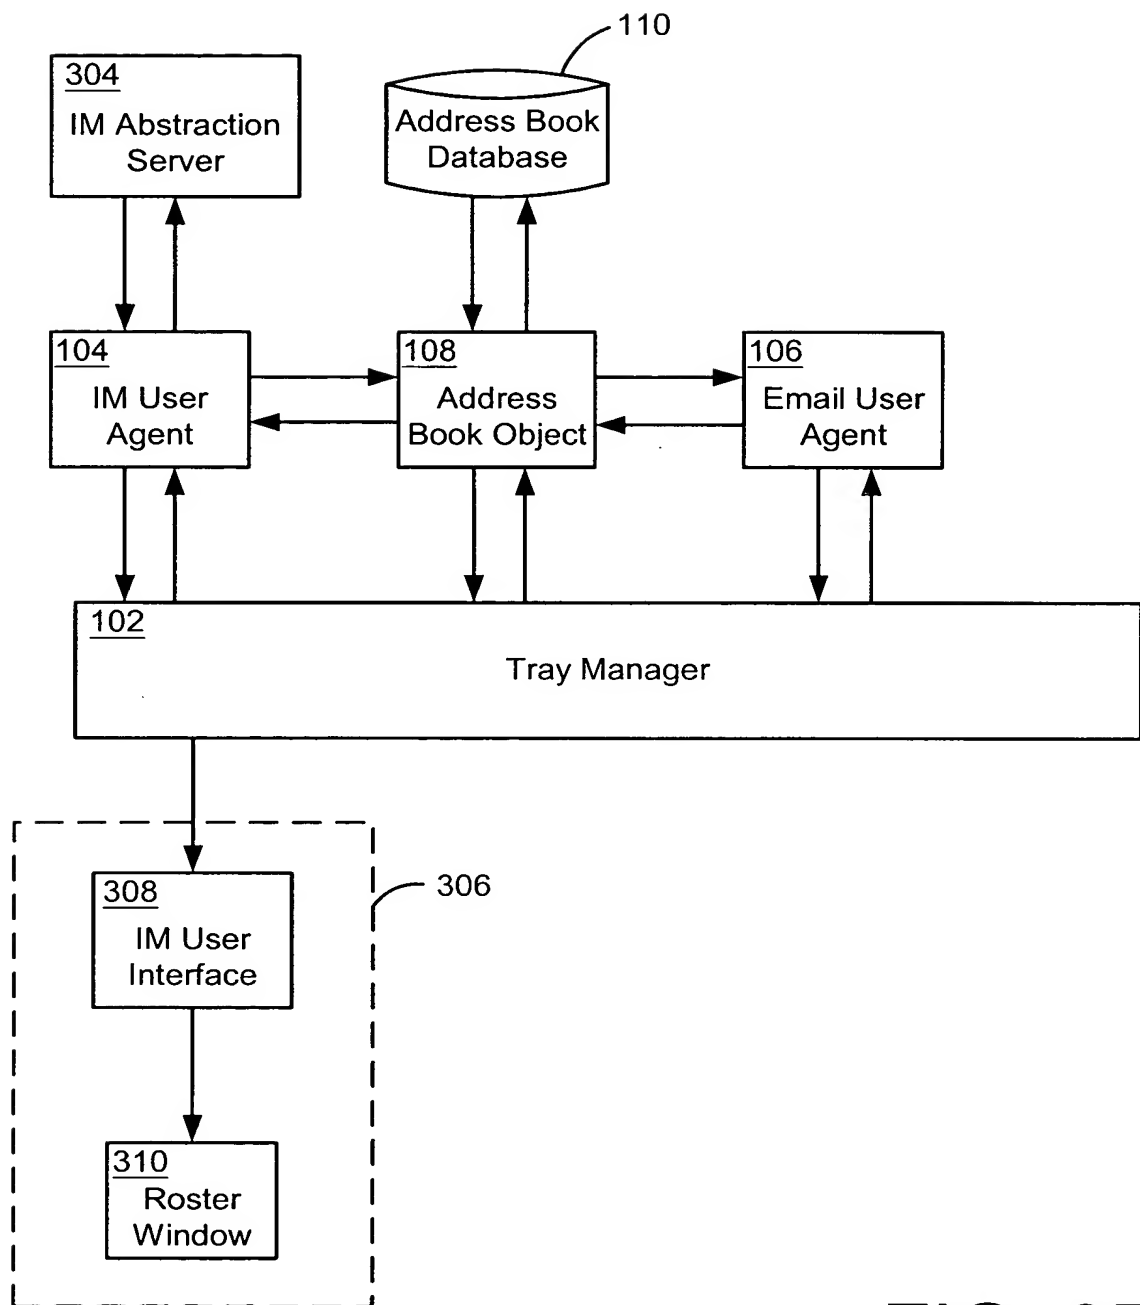 110
304
IM Abstraction
Server
Address Book
Database
104
IM User
Agent
108
Address
Book Object
106
Email User
Agent
102
Tray Manager
306
308
IM User
Interface
310
Roster
Window